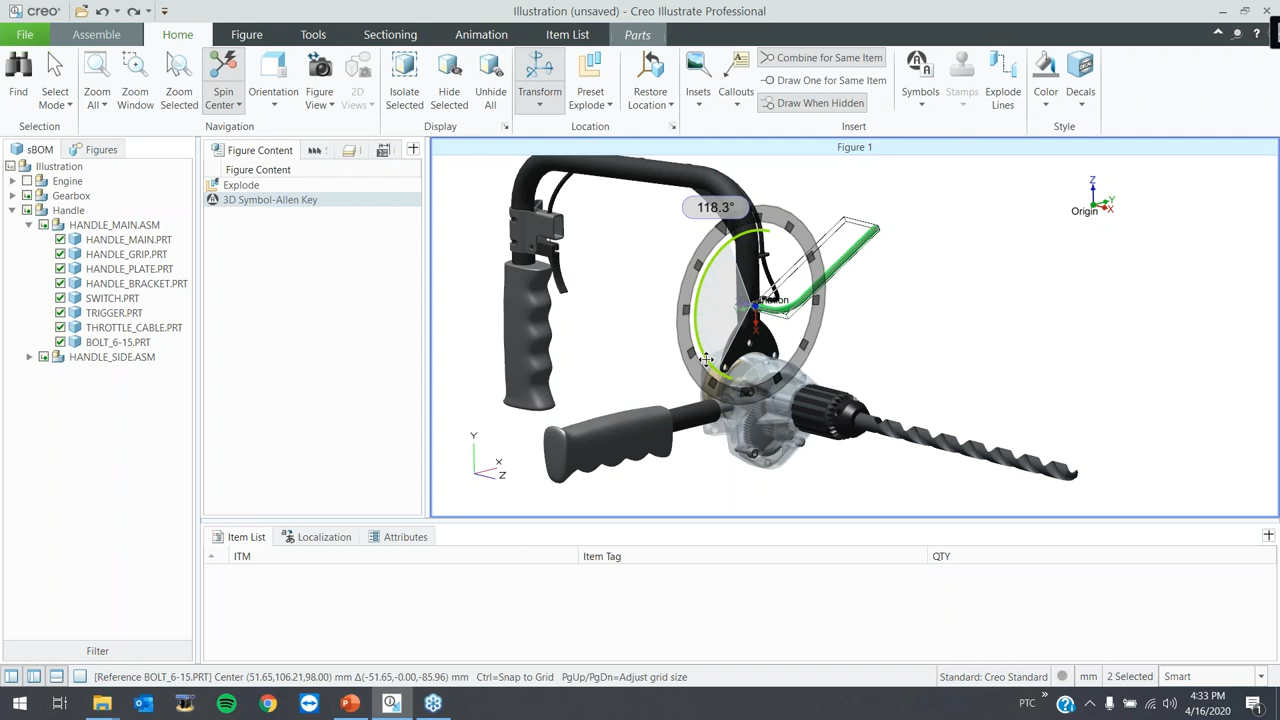 creo
Illustration (unsaved) - Creo Illustrate Professional
File
Assemble
Home
Figure
Tools
Sectioning
Animation
Item List
Parts
Find
Select Mode
Zoom All
Zoom Window
Zoom Selected
Spin Center
Orientation
Figure View
2D Views
Isolate Selected
Hide Selected
Unhide All
Transform
Preset Explode
Restore Location
Inserts
Callouts
Combine for Same Item
Draw One for Same Item
Draw When Hidden
Symbols
Stamps
Explode Lines
Color
Decals
Selection
Navigation
Display
Location
Insert
Style
sBOM
Figures
Illustration
Engine
Gearbox
Handle
HANDLE_MAIN.ASM
HANDLE_MAIN.PRT
HANDLE_GRIP.PRT
HANDLE_PLATE.PRT
HANDLE_BRACKET.PRT
SWITCH.PRT
TRIGGER.PRT
THROTTLE_CABLE.PRT
BOLT_6-15.PRT
HANDLE_SIDE.ASM
Filter
Figure Content
Figure Content
Explode
3D Symbol-Allen Key
Figure 1
118.3°
Z
Y
X
Origin
X
Y
X
Z
Item List
Localization
Attributes
ITM
Item Tag
QTY
[Reference BOLT_6-15.PRT] Center (51.65,106.21,98.00) mm Δ(-51.65,-0.00,-85.96) mm Ctrl=Snap to Grid PgUp/PgDn=Adjust grid size
Standard: Creo Standard
mm
2 Selected
Smart
PTC
4:33 PM
4/16/2020